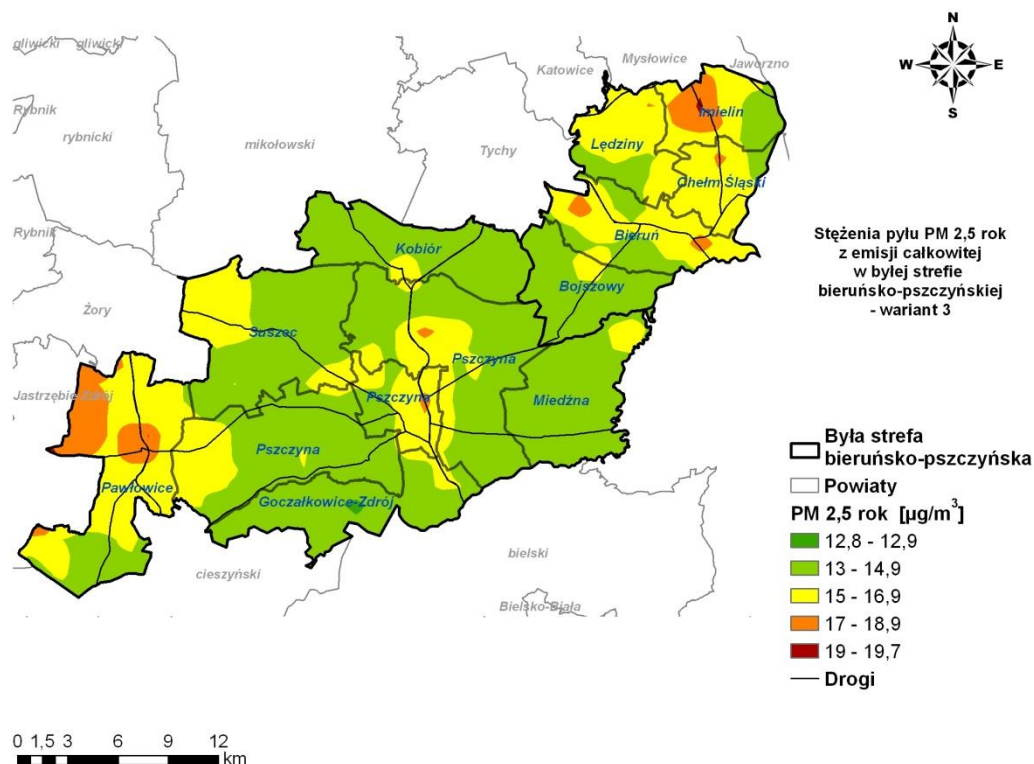 gliwicki
gliwicki
Mysłowice
Katowice
Jaworzno
N
W
E
S
Rybnik
rybnicki
mikołowski
Tychy
Imielin
Lędziny
Chełm Śląski
Rybnik
Kobiór
Bieruń
Bojszowy
Stężenia pyłu PM 2,5 rok
z emisji całkowitej
w byłej strefie
bieruńsko-pszczyńskiej
- wariant 3
Żory
Suszec
Pszczyna
Jastrzębie-Zdrój
Pszczyna
Miedźna
Pszczyna
Pawłowice
Goczałkowice-Zdrój
cieszyński
bielski
Bielsko-Biała
Była strefa
bieruńsko-pszczyńska
Powiaty
PM 2,5 rok [µg/m³]
12,8 - 12,9
13 - 14,9
15 - 16,9
17 - 18,9
19 - 19,7
Drogi
0 1,5 3 6 9 12
km